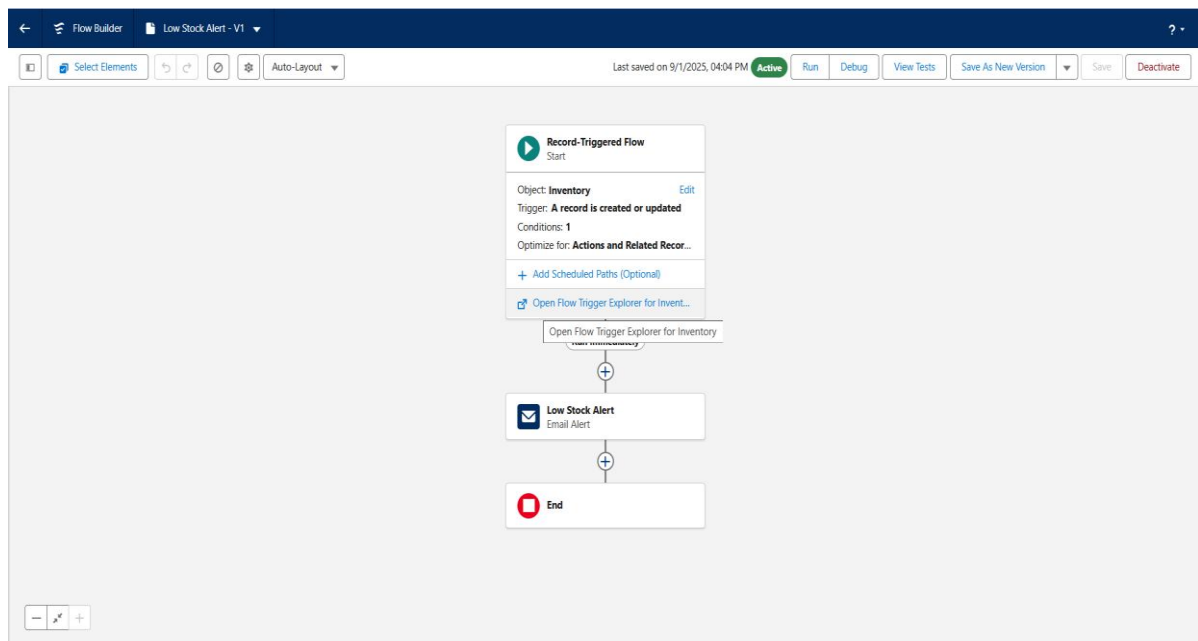 Flow Builder Low Stock Alert - V1 ?
Select Elements Auto-Layout Last saved on 9/1/2025, 04:04 PM Active Run Debug View Tests Save As New Version Save Deactivate
Record-Triggered Flow
Start
Object: Inventory Edit
Trigger: A record is created or updated
Conditions: 1
Optimize for: Actions and Related Recor...
+ Add Scheduled Paths (Optional)
Open Flow Trigger Explorer for Invent...
Open Flow Trigger Explorer for Inventory
Run Immediately
Low Stock Alert
Email Alert
End